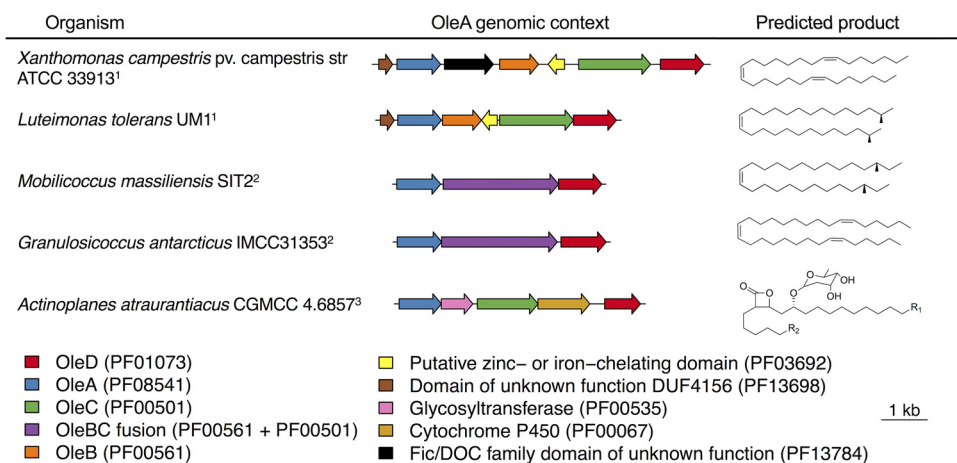 Organism OleA genomic context Predicted product
Xanthomonas campestris pv. campestris str
ATCC 33913¹
Luteimonas tolerans UM1¹
Mobilicoccus massiliensis SIT2²
Granulosicoccus antarcticus IMCC31353²
Actinoplanes atraurantiacus CGMCC 4.6857³
O
O
O
O
OH
OH
R₁
R₂
OleD (PF01073)
OleA (PF08541)
OleC (PF00501)
OleBC fusion (PF00561 + PF00501)
OleB (PF00561)
Putative zinc− or iron−chelating domain (PF03692)
Domain of unknown function DUF4156 (PF13698)
Glycosyltransferase (PF00535)
Cytochrome P450 (PF00067)
Fic/DOC family domain of unknown function (PF13784)
1 kb